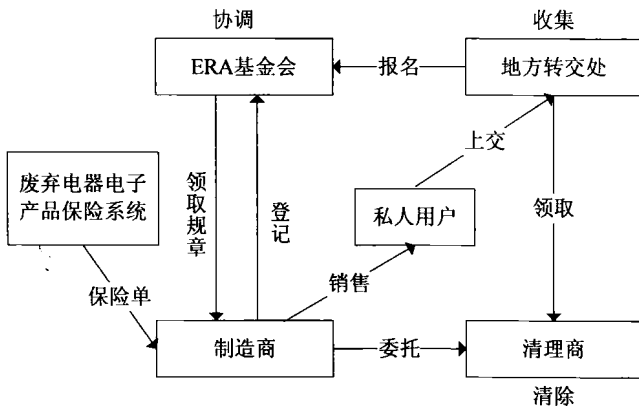 协调
收集
ERA基金会
报名
地方转交处
上交
废弃电器电子
产品保险系统
领取规章
登记
私人用户
领取
销售
保险单
制造商
委托
清理商
清除